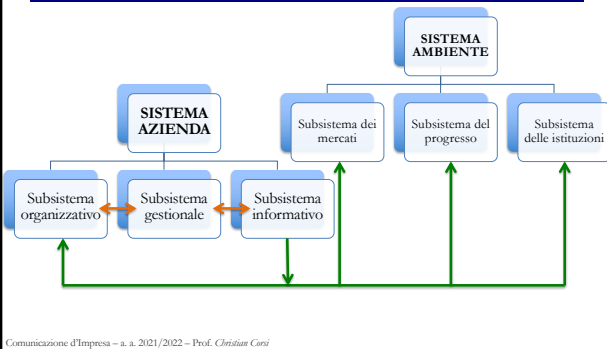 SISTEMA
AMBIENTE
SISTEMA
AZIENDA
Subsistema dei
mercati
Subsistema del
progresso
Subsistema
delle istituzioni
Subsistema
organizzativo
Subsistema
gestionale
Subsistema
informativo
Comunicazione d'Impresa – a. a. 2021/2022 – Prof. Christian Corsi